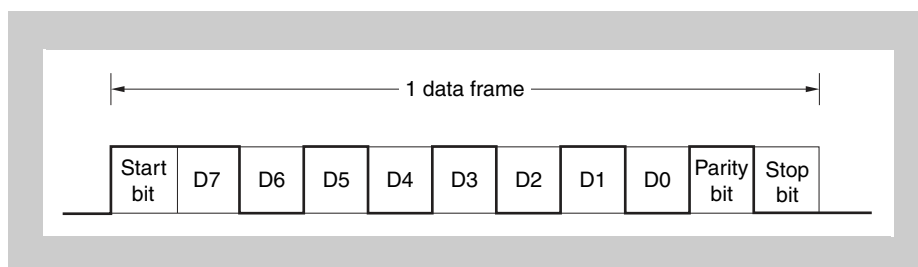 1 data frame
Start bit
D7
D6
D5
D4
D3
D2
D1
D0
Parity bit
Stop bit